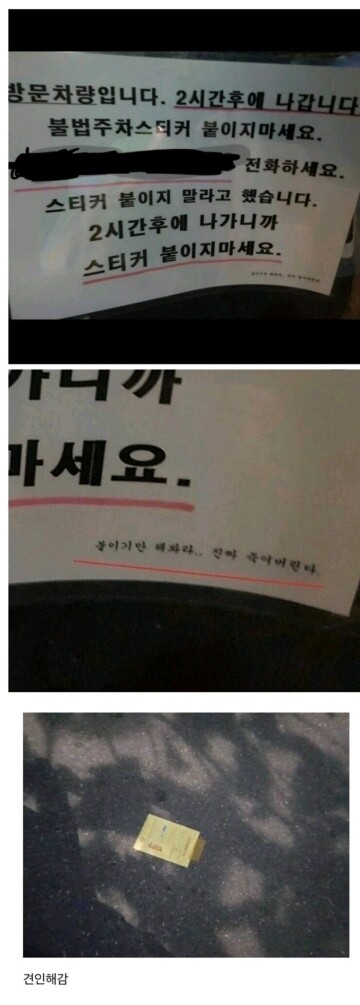 방문차량입니다. 2시간후에 나갑니다
불법주차스티커 붙이지마세요.
전화하세요.
스티커 붙이지 말라고 했습니다.
2시간후에 나가니까
스티커 붙이지마세요.
가니까
마세요.
붙이기만 해봐라.. 진짜 죽여버린다.
견인해감